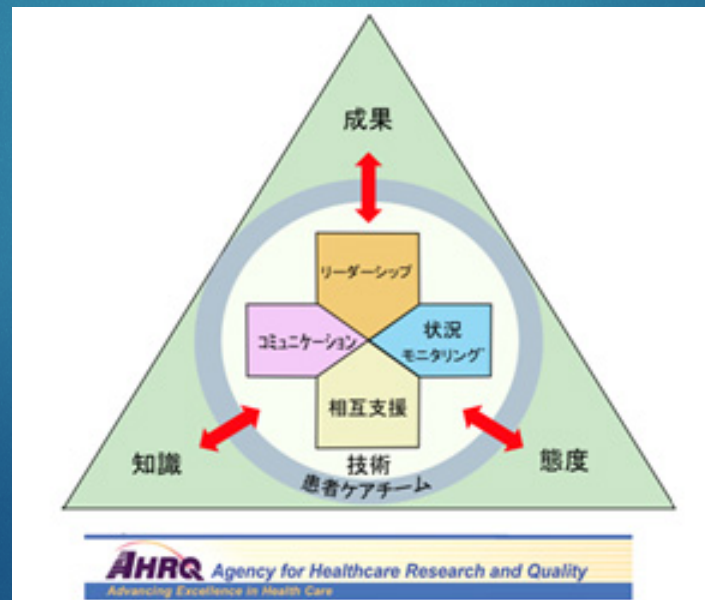 成果
リーダーシップ
コミュニケーション
状況
モニタリング
相互支援
知識
技術
態度
患者ケアチーム
AHRQ Agency for Healthcare Research and Quality
Advancing Excellence in Health Care